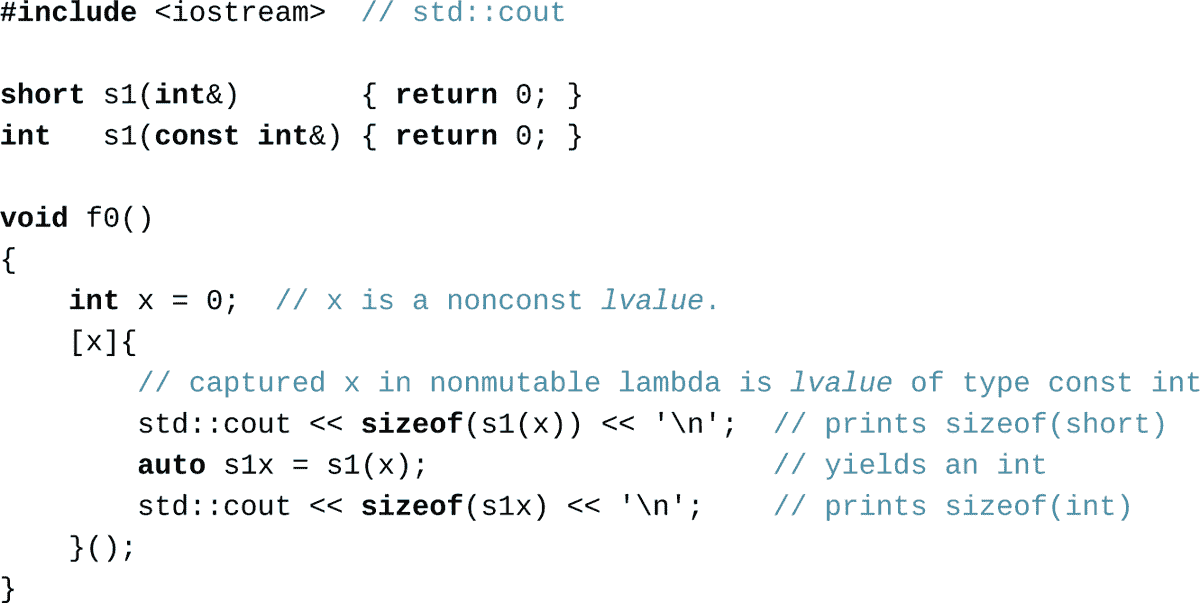 #include <iostream>  // std::cout

short s1(int&)       { return 0; }
int   s1(const int&) { return 0; }

void f0()
{
    int x = 0;  // x is a nonconst lvalue.
    [x]{
        // captured x in nonmutable lambda is lvalue of type const int
        std::cout << sizeof(s1(x)) << '\n';  // prints sizeof(short)
        auto s1x = s1(x);                    // yields an int
        std::cout << sizeof(s1x) << '\n';    // prints sizeof(int)
    }();
}